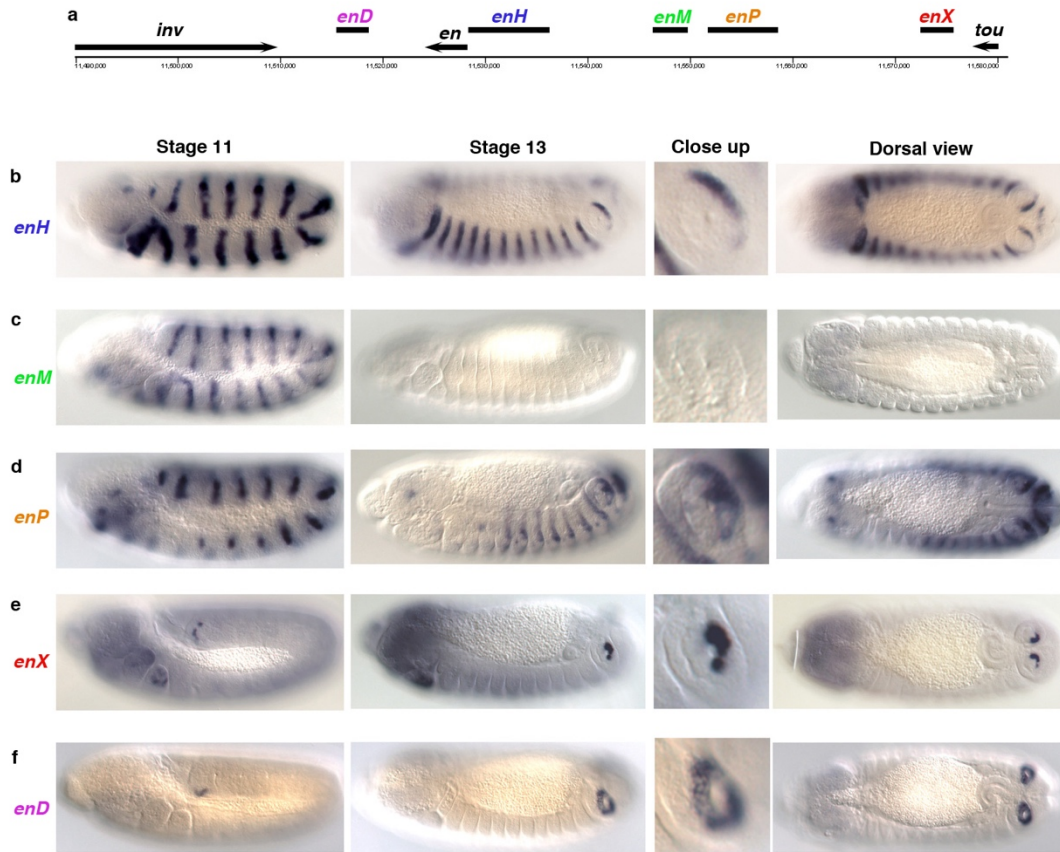 a
enD enH enM enP enX
inv en tou
11,490,000 11,500,000 11,510,000 11,520,000 11,530,000 11,540,000 11,550,000 11,560,000 11,570,000 11,580,000
Stage 11 Stage 13 Close up Dorsal view
b
enH
c
enM
d
enP
e
enX
f
enD